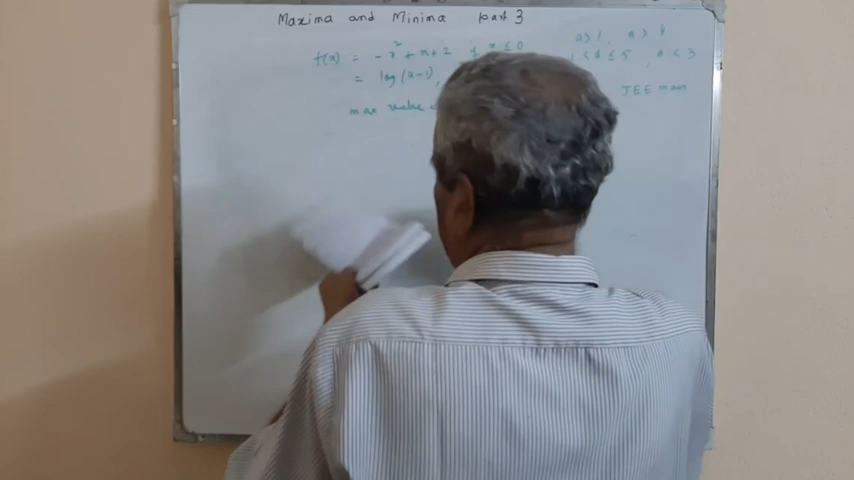 Maxima and Minima part 3
f(x) = - x² + x + 2 if x ≤ 0
= log (x-1),
max value
a > 1, a > 4
1 < a ≤ 5, a < 3
JEE main